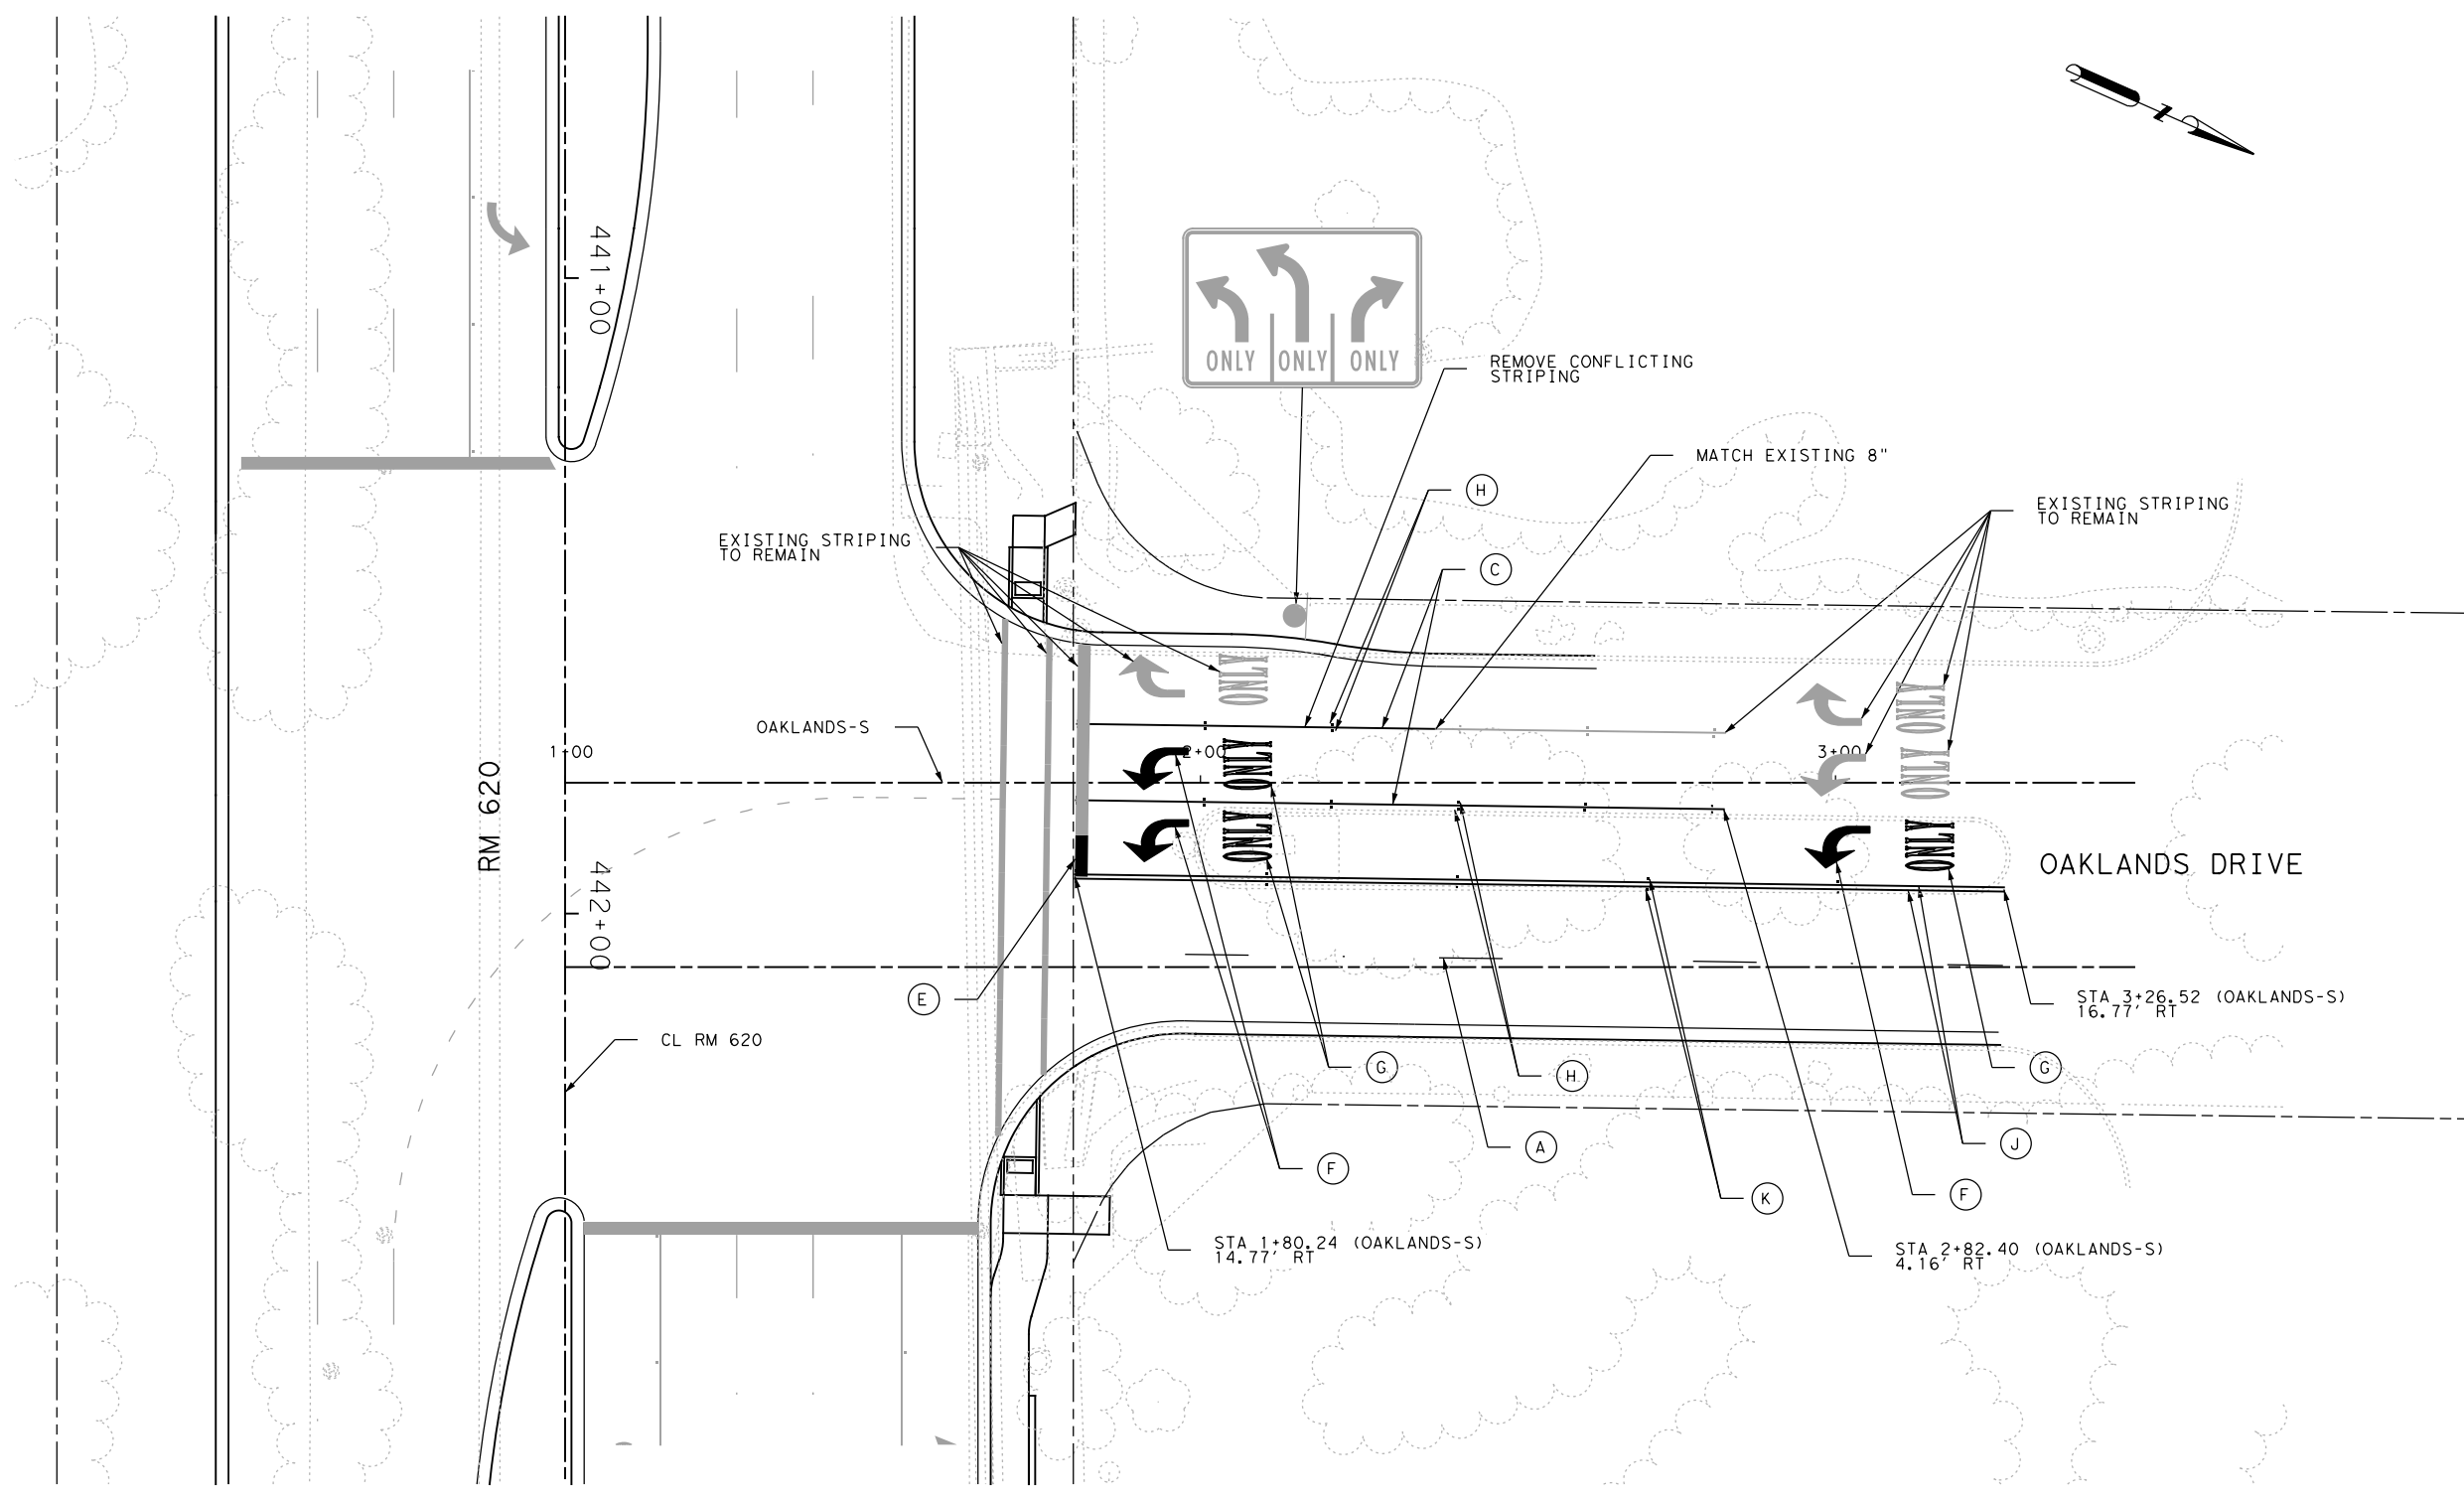 441+00
ONLY
ONLY
ONLY
REMOVE CONFLICTING
STRIPING
MATCH EXISTING 8"
H
EXISTING STRIPING
TO REMAIN
EXISTING STRIPING
TO REMAIN
C
ONLY
ONLY
OAKLANDS-S
1+00
2+00
3+00
ONLY
ONLY
RM 620
ONLY
ONLY
OAKLANDS DRIVE
442+00
E
STA 3+26.52 (OAKLANDS-S)
16.77' RT
CL RM 620
G
H
G
A
J
F
K
F
STA 1+80.24 (OAKLANDS-S)
14.77' RT
STA 2+82.40 (OAKLANDS-S)
4.16' RT